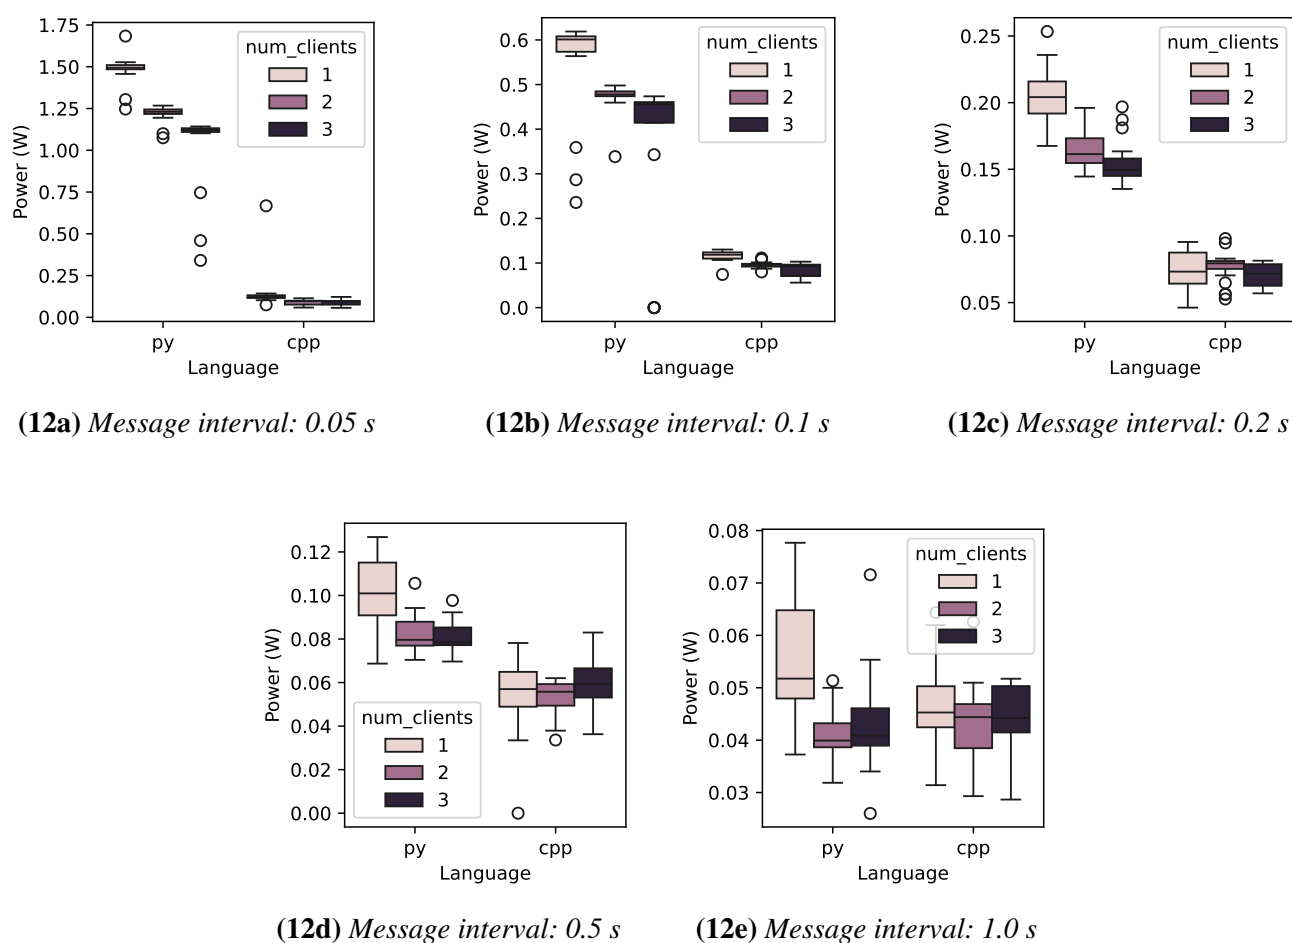 1.75
1.50
1.25
1.00
0.75
0.50
0.25
0.00
Power (W)
num_clients
1
2
3
py
cpp
Language
(12a) Message interval: 0.05 s
0.6
0.5
0.4
0.3
0.2
0.1
0.0
Power (W)
num_clients
1
2
3
py
cpp
Language
(12b) Message interval: 0.1 s
0.25
0.20
0.15
0.10
0.05
Power (W)
num_clients
1
2
3
py
cpp
Language
(12c) Message interval: 0.2 s
0.12
0.10
0.08
0.06
0.04
0.02
0.00
Power (W)
num_clients
1
2
3
py
cpp
Language
(12d) Message interval: 0.5 s
0.08
0.07
0.06
0.05
0.04
0.03
Power (W)
num_clients
1
2
3
py
cpp
Language
(12e) Message interval: 1.0 s